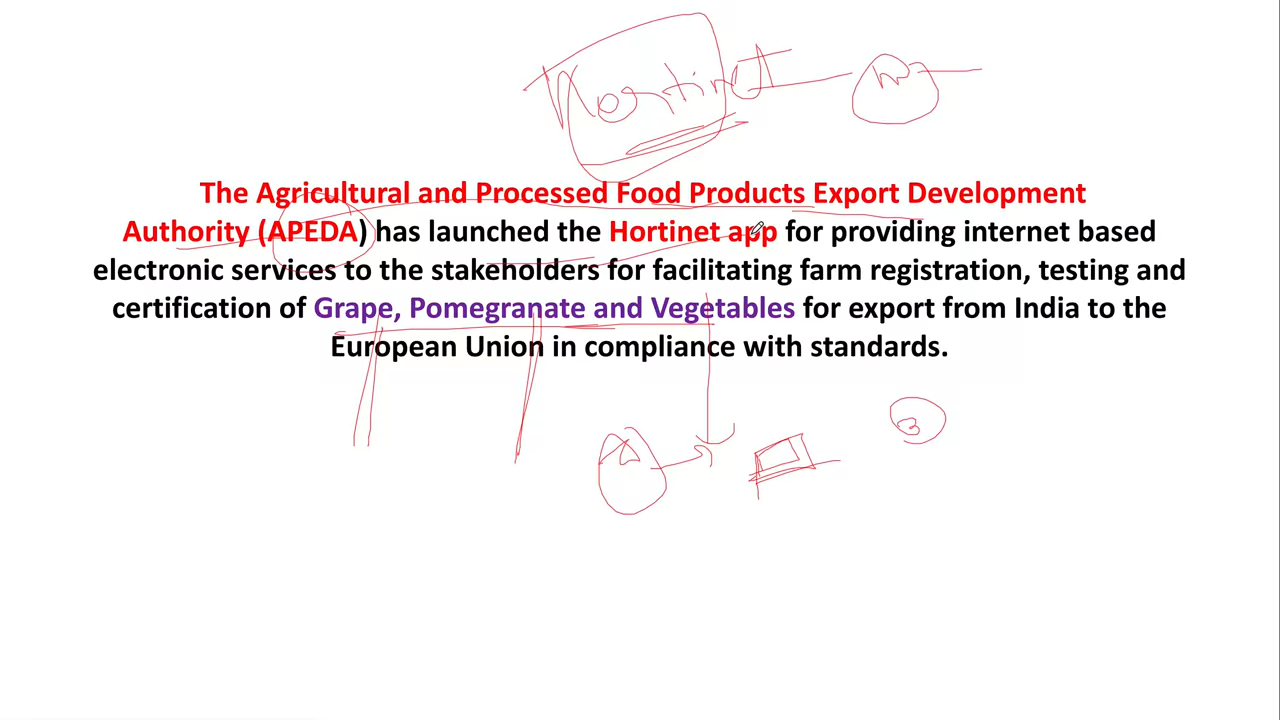 Hortinet
The Agricultural and Processed Food Products Export Development
Authority (APEDA) has launched the Hortinet app for providing internet based
electronic services to the stakeholders for facilitating farm registration, testing and
certification of Grape, Pomegranate and Vegetables for export from India to the
European Union in compliance with standards.
3